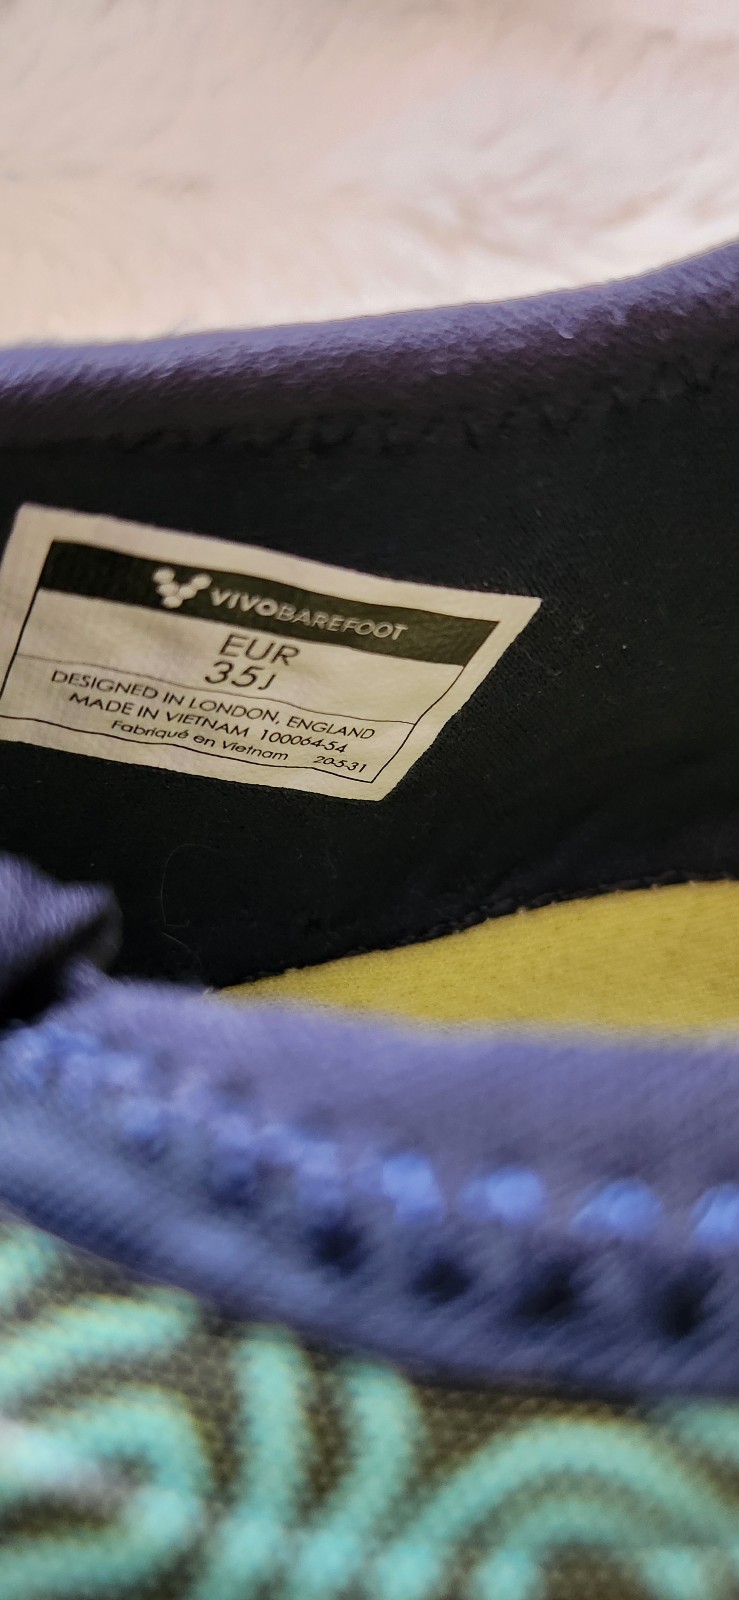 VIVOBAREFOOT
EUR
35J
DESIGNED IN LONDON, ENGLAND
MADE IN VIETNAM 10006454
Fabriqué en Vietnam 20-5-31